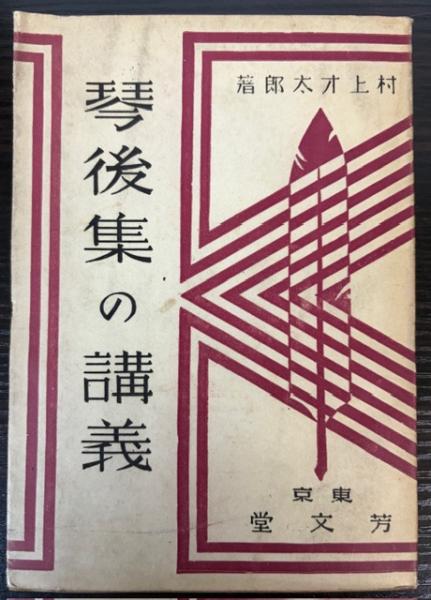 村上才太郎著
琴後集の講義
東京
芳文堂